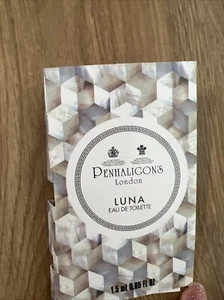 PENHALIGON'S
London
LUNA
EAU DE TOILETTE
1.5 ml 0.05 FL OZ